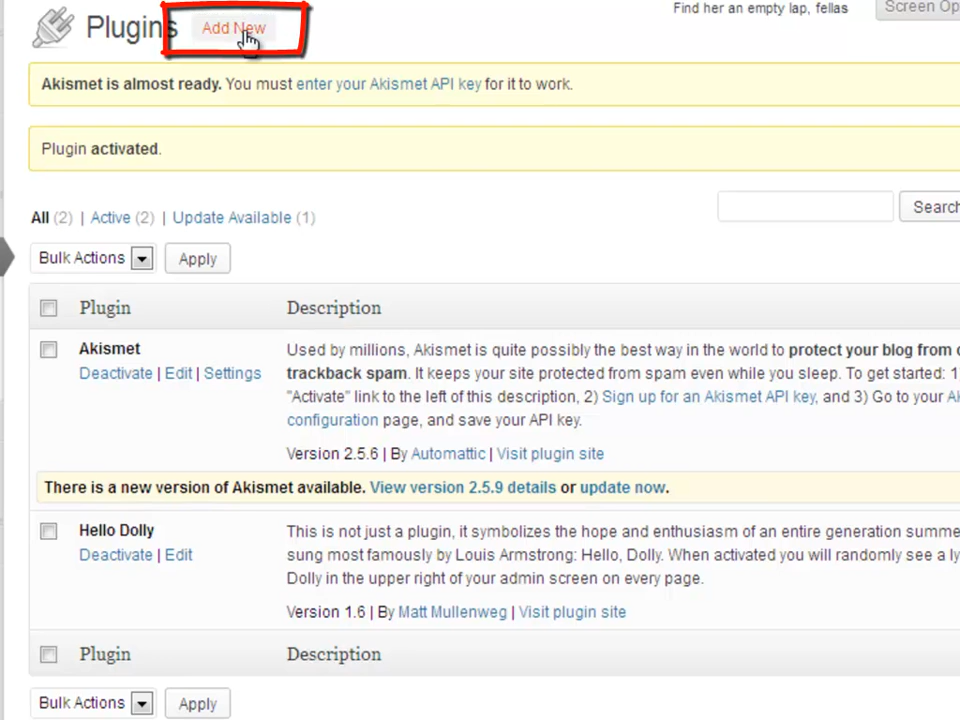 Plugins Add New
Find her an empty lap, fellas
Screen Op
Akismet is almost ready. You must enter your Akismet API key for it to work.
Plugin activated.
All (2) | Active (2) | Update Available (1)
Search
Bulk Actions Apply
Plugin Description
Akismet
Deactivate | Edit | Settings
Used by millions, Akismet is quite possibly the best way in the world to protect your blog from
trackback spam. It keeps your site protected from spam even while you sleep. To get started: 1)
"Activate" link to the left of this description, 2) Sign up for an Akismet API key, and 3) Go to your Ak
configuration page, and save your API key.
Version 2.5.6 | By Automattic | Visit plugin site
There is a new version of Akismet available. View version 2.5.9 details or update now.
Hello Dolly
Deactivate | Edit
This is not just a plugin, it symbolizes the hope and enthusiasm of an entire generation summe
sung most famously by Louis Armstrong: Hello, Dolly. When activated you will randomly see a ly
Dolly in the upper right of your admin screen on every page.
Version 1.6 | By Matt Mullenweg | Visit plugin site
Plugin Description
Bulk Actions Apply